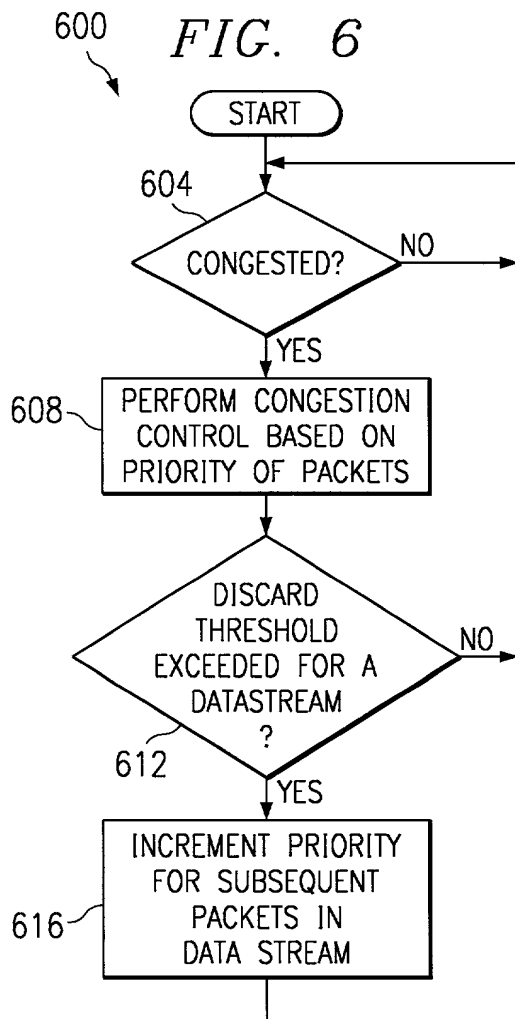 600
FIG. 6
START
604
CONGESTED?
NO
YES
608
PERFORM CONGESTION
CONTROL BASED ON
PRIORITY OF PACKETS
DISCARD
THRESHOLD
EXCEEDED FOR A
DATASTREAM
?
NO
612
YES
INCREMENT PRIORITY
FOR SUBSEQUENT
PACKETS IN
DATA STREAM
616